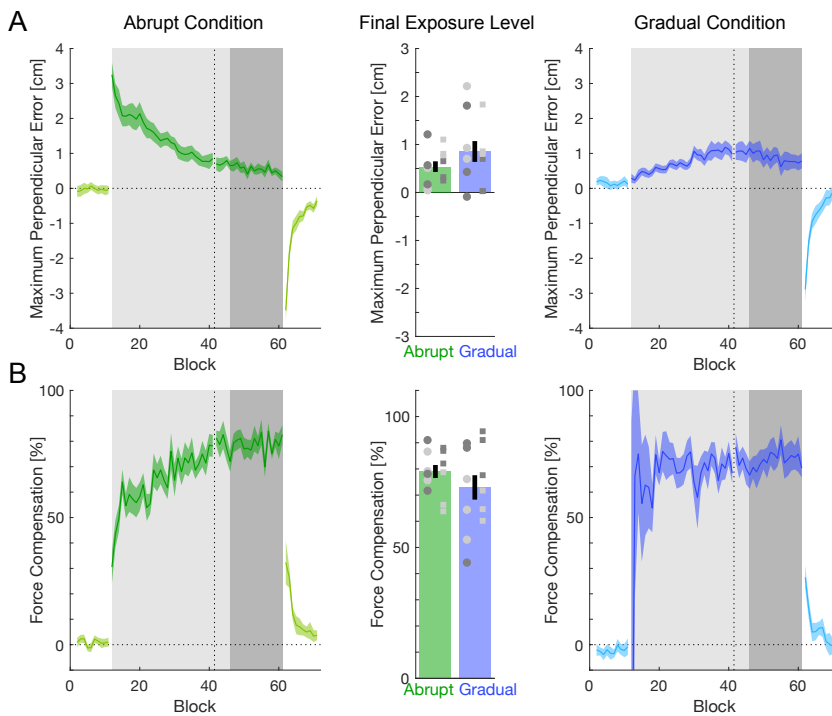 A
Abrupt Condition
Final Exposure Level
Gradual Condition
Maximum Perpendicular Error [cm]
4
3
2
1
0
-1
-2
-3
-4
0 20 40 60
Block
Maximum Perpendicular Error [cm]
3
2
1
0
-1
-2
-3
Abrupt Gradual
Maximum Perpendicular Error [cm]
4
3
2
1
0
-1
-2
-3
-4
0 20 40 60
Block
B
Force Compensation [%]
100
50
0
0 20 40 60
Block
Force Compensation [%]
100
50
0
Abrupt Gradual
Force Compensation [%]
100
50
0
0 20 40 60
Block